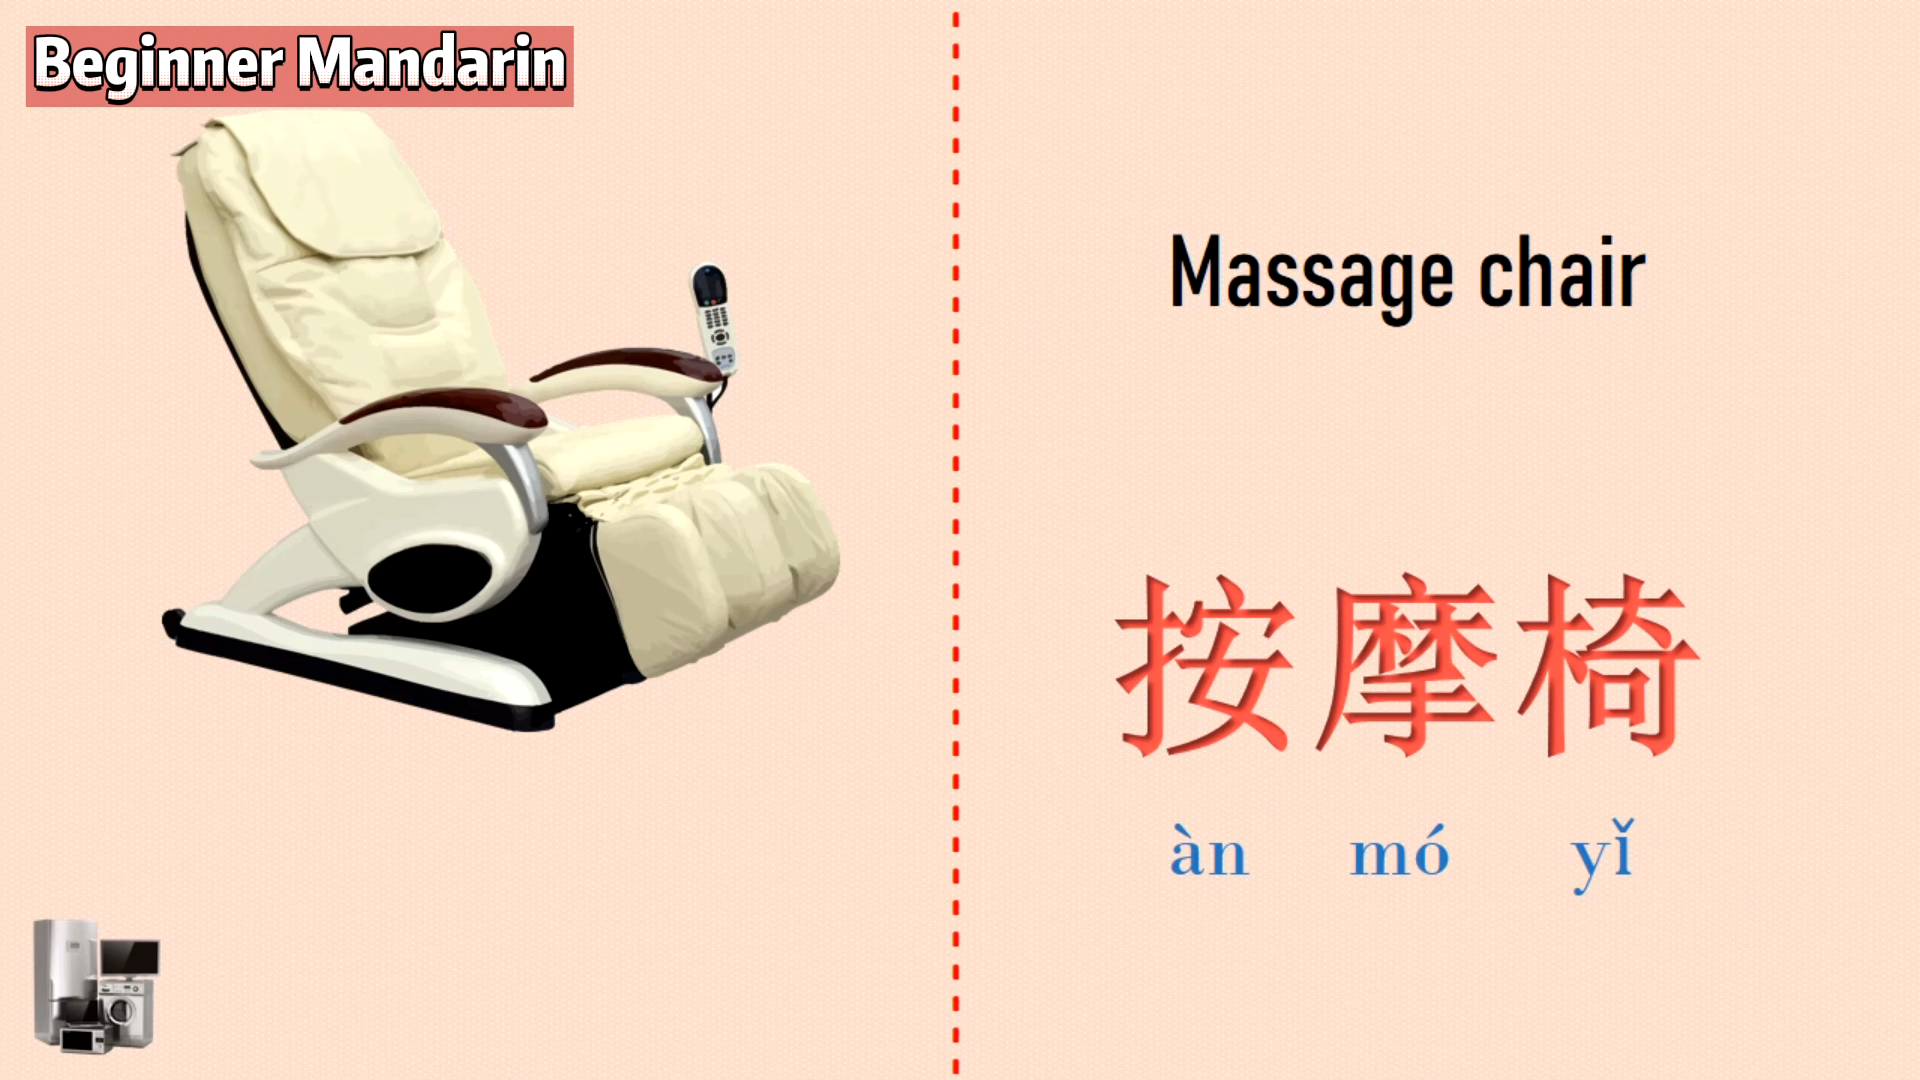 Beginner Mandarin
Massage chair
按摩椅
àn mó yǐ